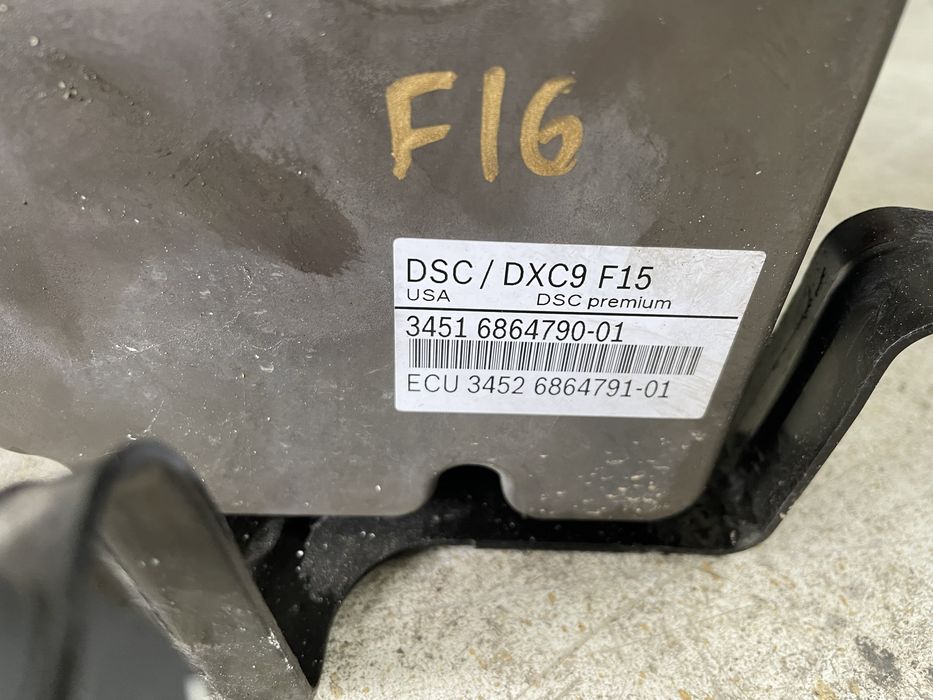 F16
DSC / DXC9 F15
USA DSC premium
3451 6864790-01
ECU 3452 6864791-01